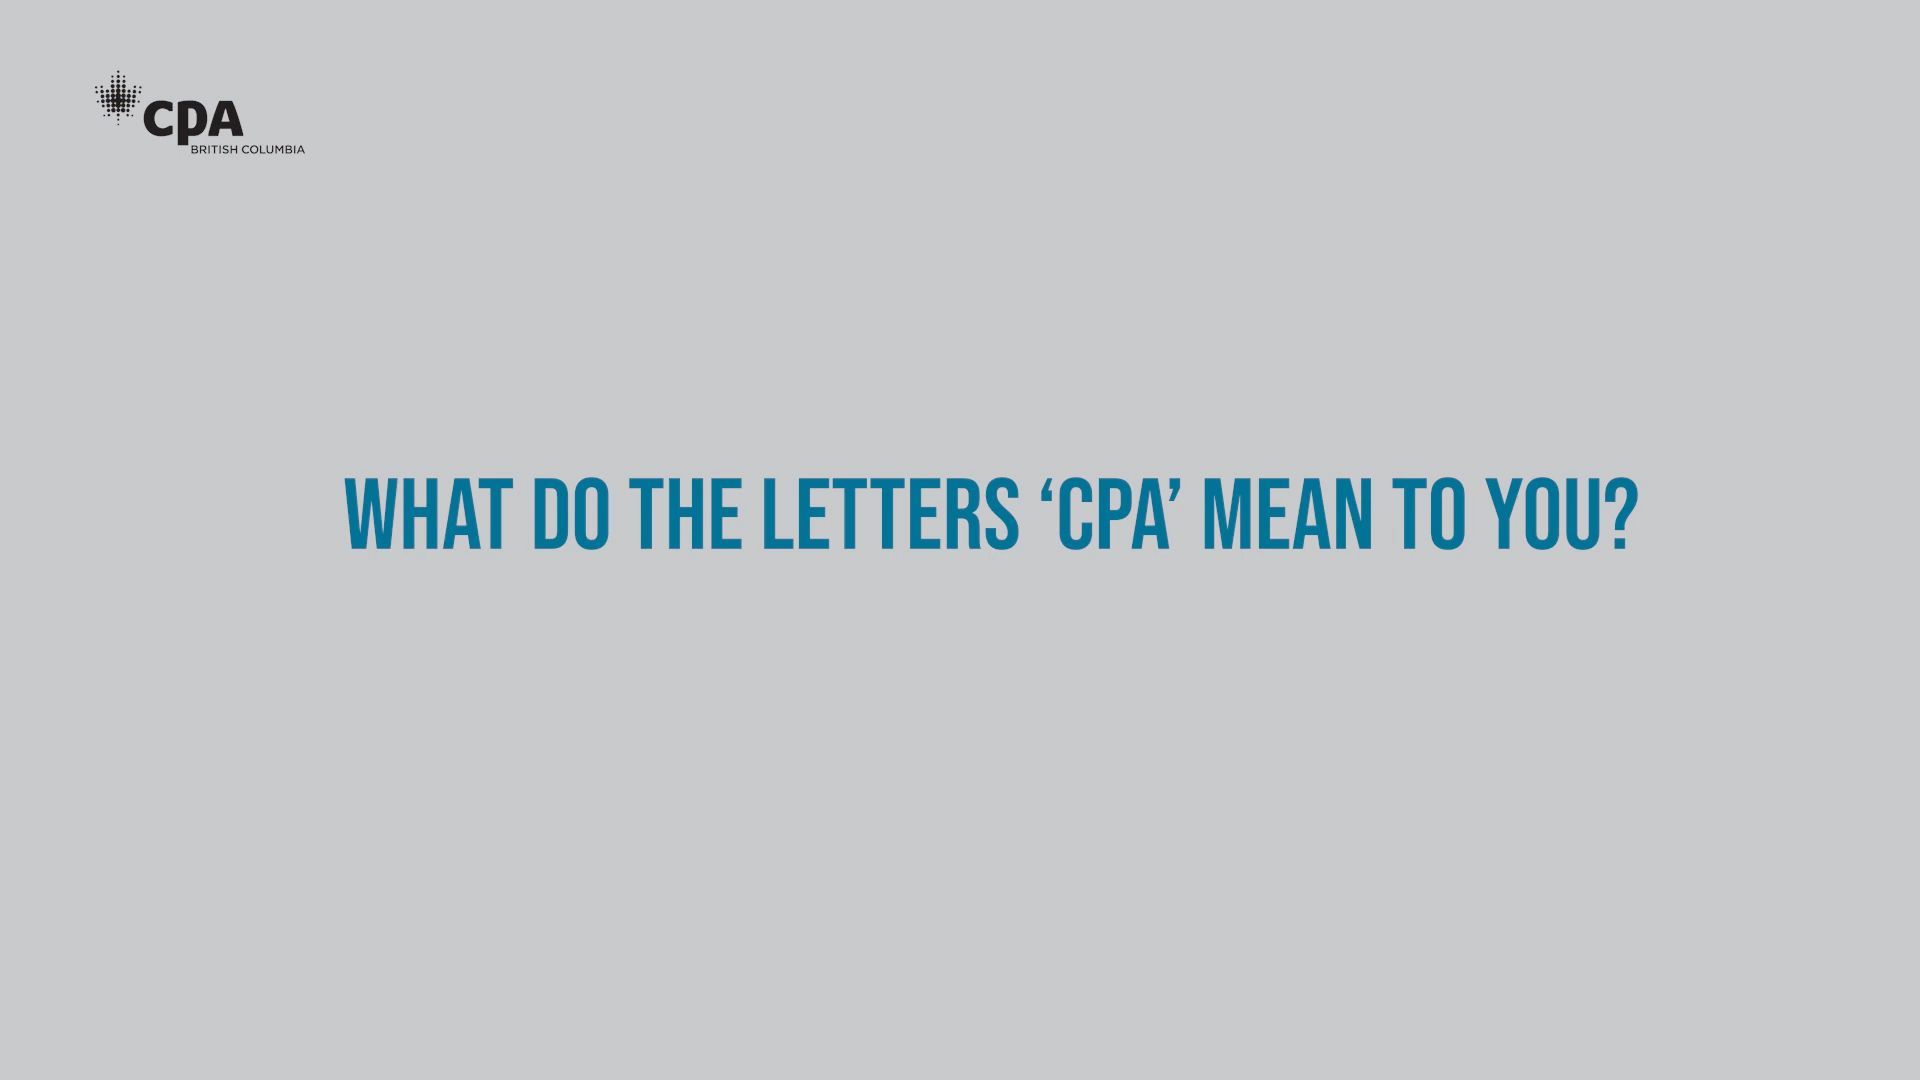 cpa
BRITISH COLUMBIA
WHAT DO THE LETTERS ‘CPA’ MEAN TO YOU?